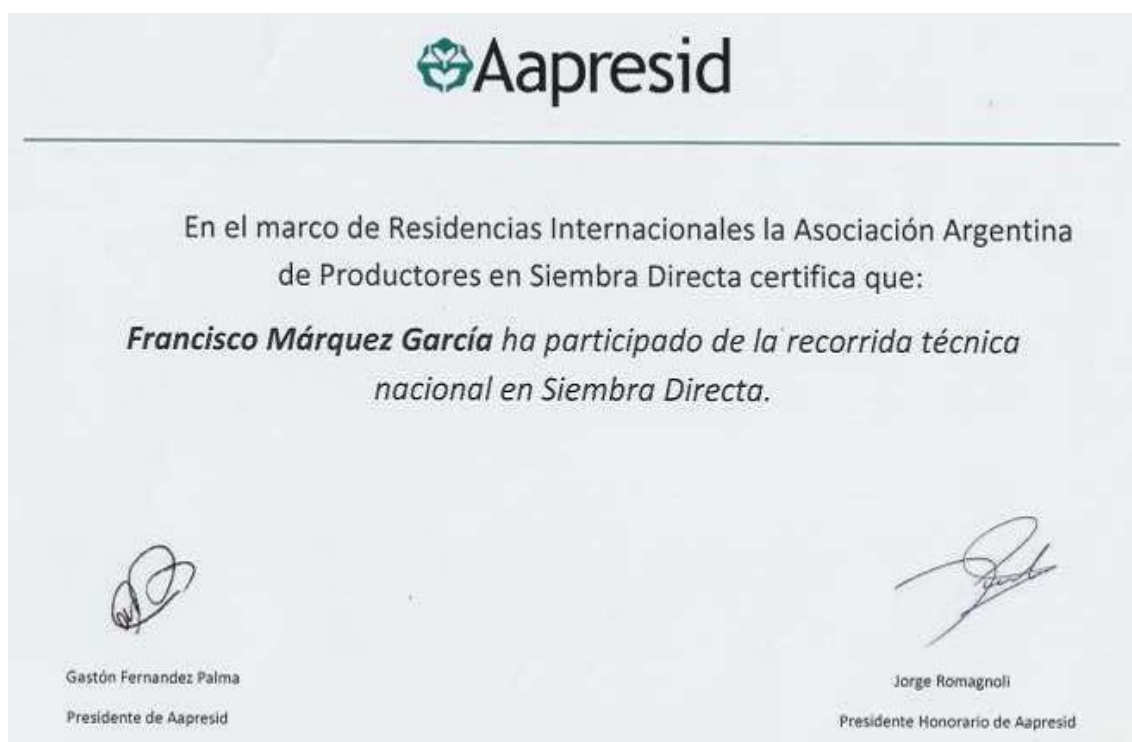 Aapresid
En el marco de Residencias Internacionales la Asociación Argentina
de Productores en Siembra Directa certifica que:
Francisco Márquez García ha participado de la recorrida técnica
nacional en Siembra Directa.
Gastón Fernandez Palma
Presidente de Aapresid
Jorge Romagnoli
Presidente Honorario de Aapresid